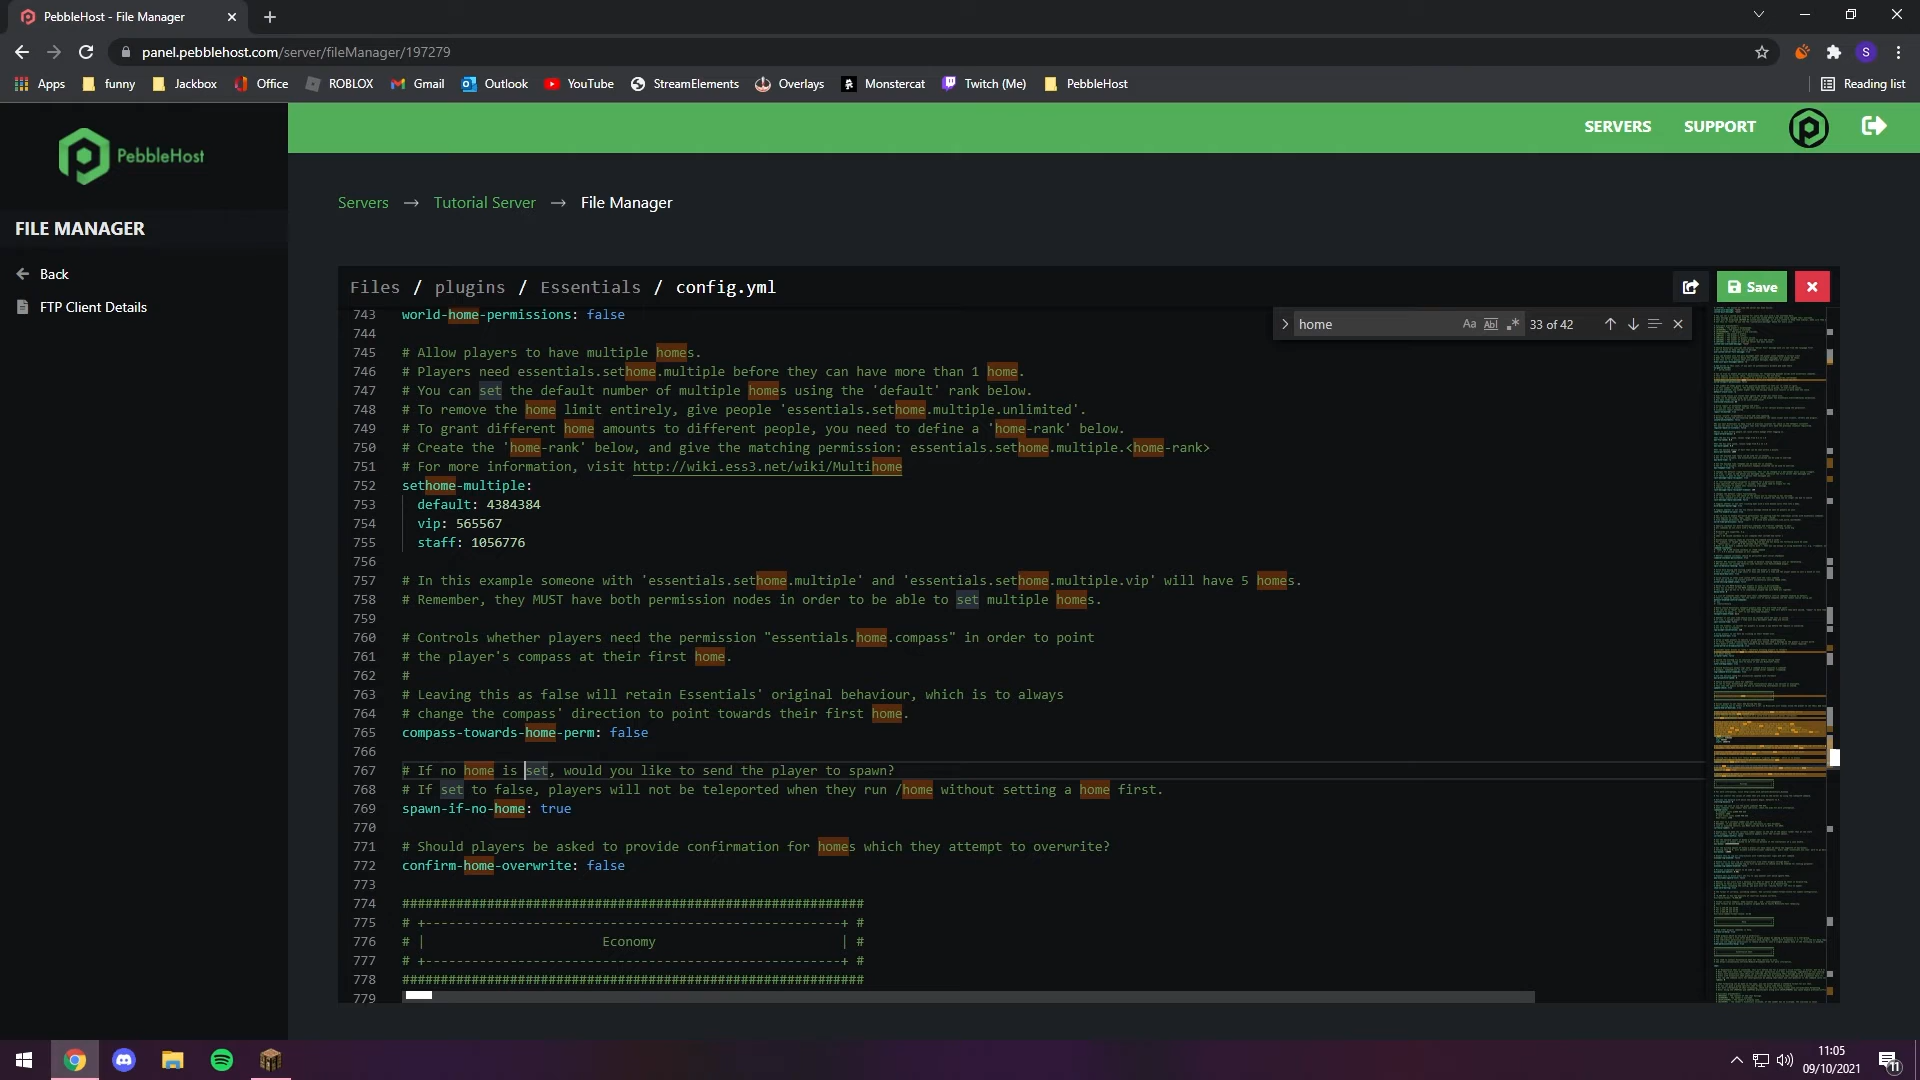 PebbleHost - File Manager
panel.pebblehost.com/server/fileManager/197279
S
Apps funny Jackbox Office ROBLOX Gmail Outlook YouTube StreamElements Overlays Monstercat Twitch (Me) PebbleHost Reading list
PebbleHost
SERVERS SUPPORT
FILE MANAGER
Back
FTP Client Details
Servers → Tutorial Server → File Manager
Files / plugins / Essentials / config.yml
Save
home Aa Abl .* 33 of 42
743 world-home-permissions: false
744
745 # Allow players to have multiple homes.
746 # Players need essentials.sethome.multiple before they can have more than 1 home.
747 # You can set the default number of multiple homes using the 'default' rank below.
748 # To remove the home limit entirely, give people 'essentials.sethome.multiple.unlimited'.
749 # To grant different home amounts to different people, you need to define a 'home-rank' below.
750 # Create the 'home-rank' below, and give the matching permission: essentials.sethome.multiple.<home-rank>
751 # For more information, visit http://wiki.ess3.net/wiki/Multihome
752 sethome-multiple:
753 default: 4384384
754 vip: 565567
755 staff: 1056776
756
757 # In this example someone with 'essentials.sethome.multiple' and 'essentials.sethome.multiple.vip' will have 5 homes.
758 # Remember, they MUST have both permission nodes in order to be able to set multiple homes.
759
760 # Controls whether players need the permission "essentials.home.compass" in order to point
761 # the player's compass at their first home.
762 #
763 # Leaving this as false will retain Essentials' original behaviour, which is to always
764 # change the compass' direction to point towards their first home.
765 compass-towards-home-perm: false
766
767 # If no home is set, would you like to send the player to spawn?
768 # If set to false, players will not be teleported when they run /home without setting a home first.
769 spawn-if-no-home: true
770
771 # Should players be asked to provide confirmation for homes which they attempt to overwrite?
772 confirm-home-overwrite: false
773
774 ############################################################
775 # +------------------------------------------------------+ #
776 # | Economy | #
777 # +------------------------------------------------------+ #
778 ############################################################
779
11:05
09/10/2021
11